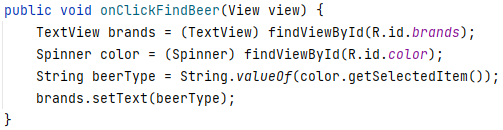 public void onClickFindBeer(View view) {
    TextView brands = (TextView) findViewById(R.id.brands);
    Spinner color = (Spinner) findViewById(R.id.color);
    String beerType = String.valueOf(color.getSelectedItem());
    brands.setText(beerType);
}